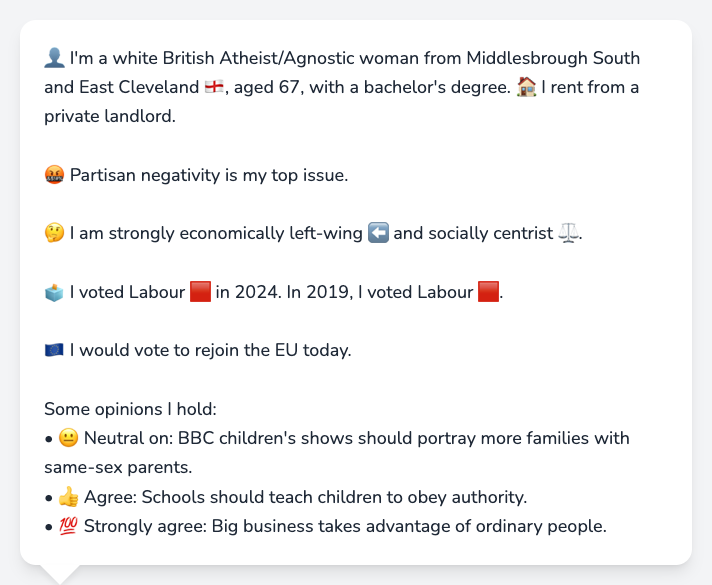 👤 I'm a white British Atheist/Agnostic woman from Middlesbrough South
and East Cleveland 🏴󠁧󠁢󠁥󠁮󠁧󠁿, aged 67, with a bachelor's degree. 🏠 I rent from a
private landlord.
🤬 Partisan negativity is my top issue.
🤔 I am strongly economically left-wing ⬅️ and socially centrist ⚖️.
🗳️ I voted Labour 🟥 in 2024. In 2019, I voted Labour 🟥.
🇪🇺 I would vote to rejoin the EU today.
Some opinions I hold:
• 😐 Neutral on: BBC children's shows should portray more families with
same-sex parents.
• 👍 Agree: Schools should teach children to obey authority.
• 💯 Strongly agree: Big business takes advantage of ordinary people.